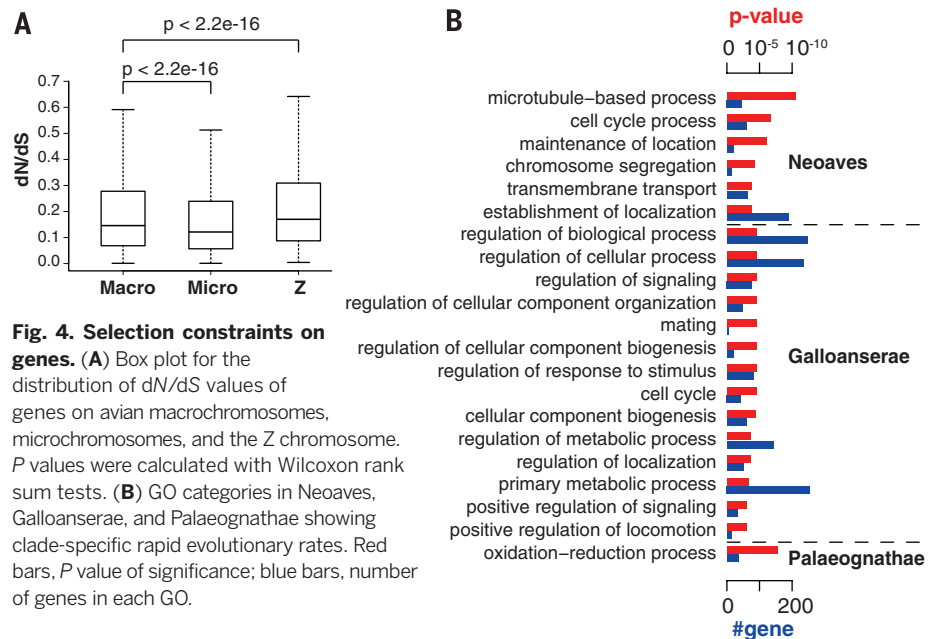 A
p < 2.2e-16
p < 2.2e-16
dN/dS
0.7
0.6
0.5
0.4
0.3
0.2
0.1
0.0
Macro
Micro
Z
Fig. 4. Selection constraints on
genes. (A) Box plot for the
distribution of dN/dS values of
genes on avian macrochromosomes,
microchromosomes, and the Z chromosome.
P values were calculated with Wilcoxon rank
sum tests. (B) GO categories in Neoaves,
Galloanserae, and Palaeognathae showing
clade-specific rapid evolutionary rates. Red
bars, P value of significance; blue bars, number
of genes in each GO.
B
p-value
0 10-5 10-10
microtubule–based process
cell cycle process
maintenance of location
chromosome segregation
transmembrane transport
establishment of localization
Neoaves
regulation of biological process
regulation of cellular process
regulation of signaling
regulation of cellular component organization
mating
regulation of cellular component biogenesis
regulation of response to stimulus
cell cycle
cellular component biogenesis
regulation of metabolic process
regulation of localization
primary metabolic process
positive regulation of signaling
positive regulation of locomotion
Galloanserae
oxidation–reduction process
Palaeognathae
0 200
#gene